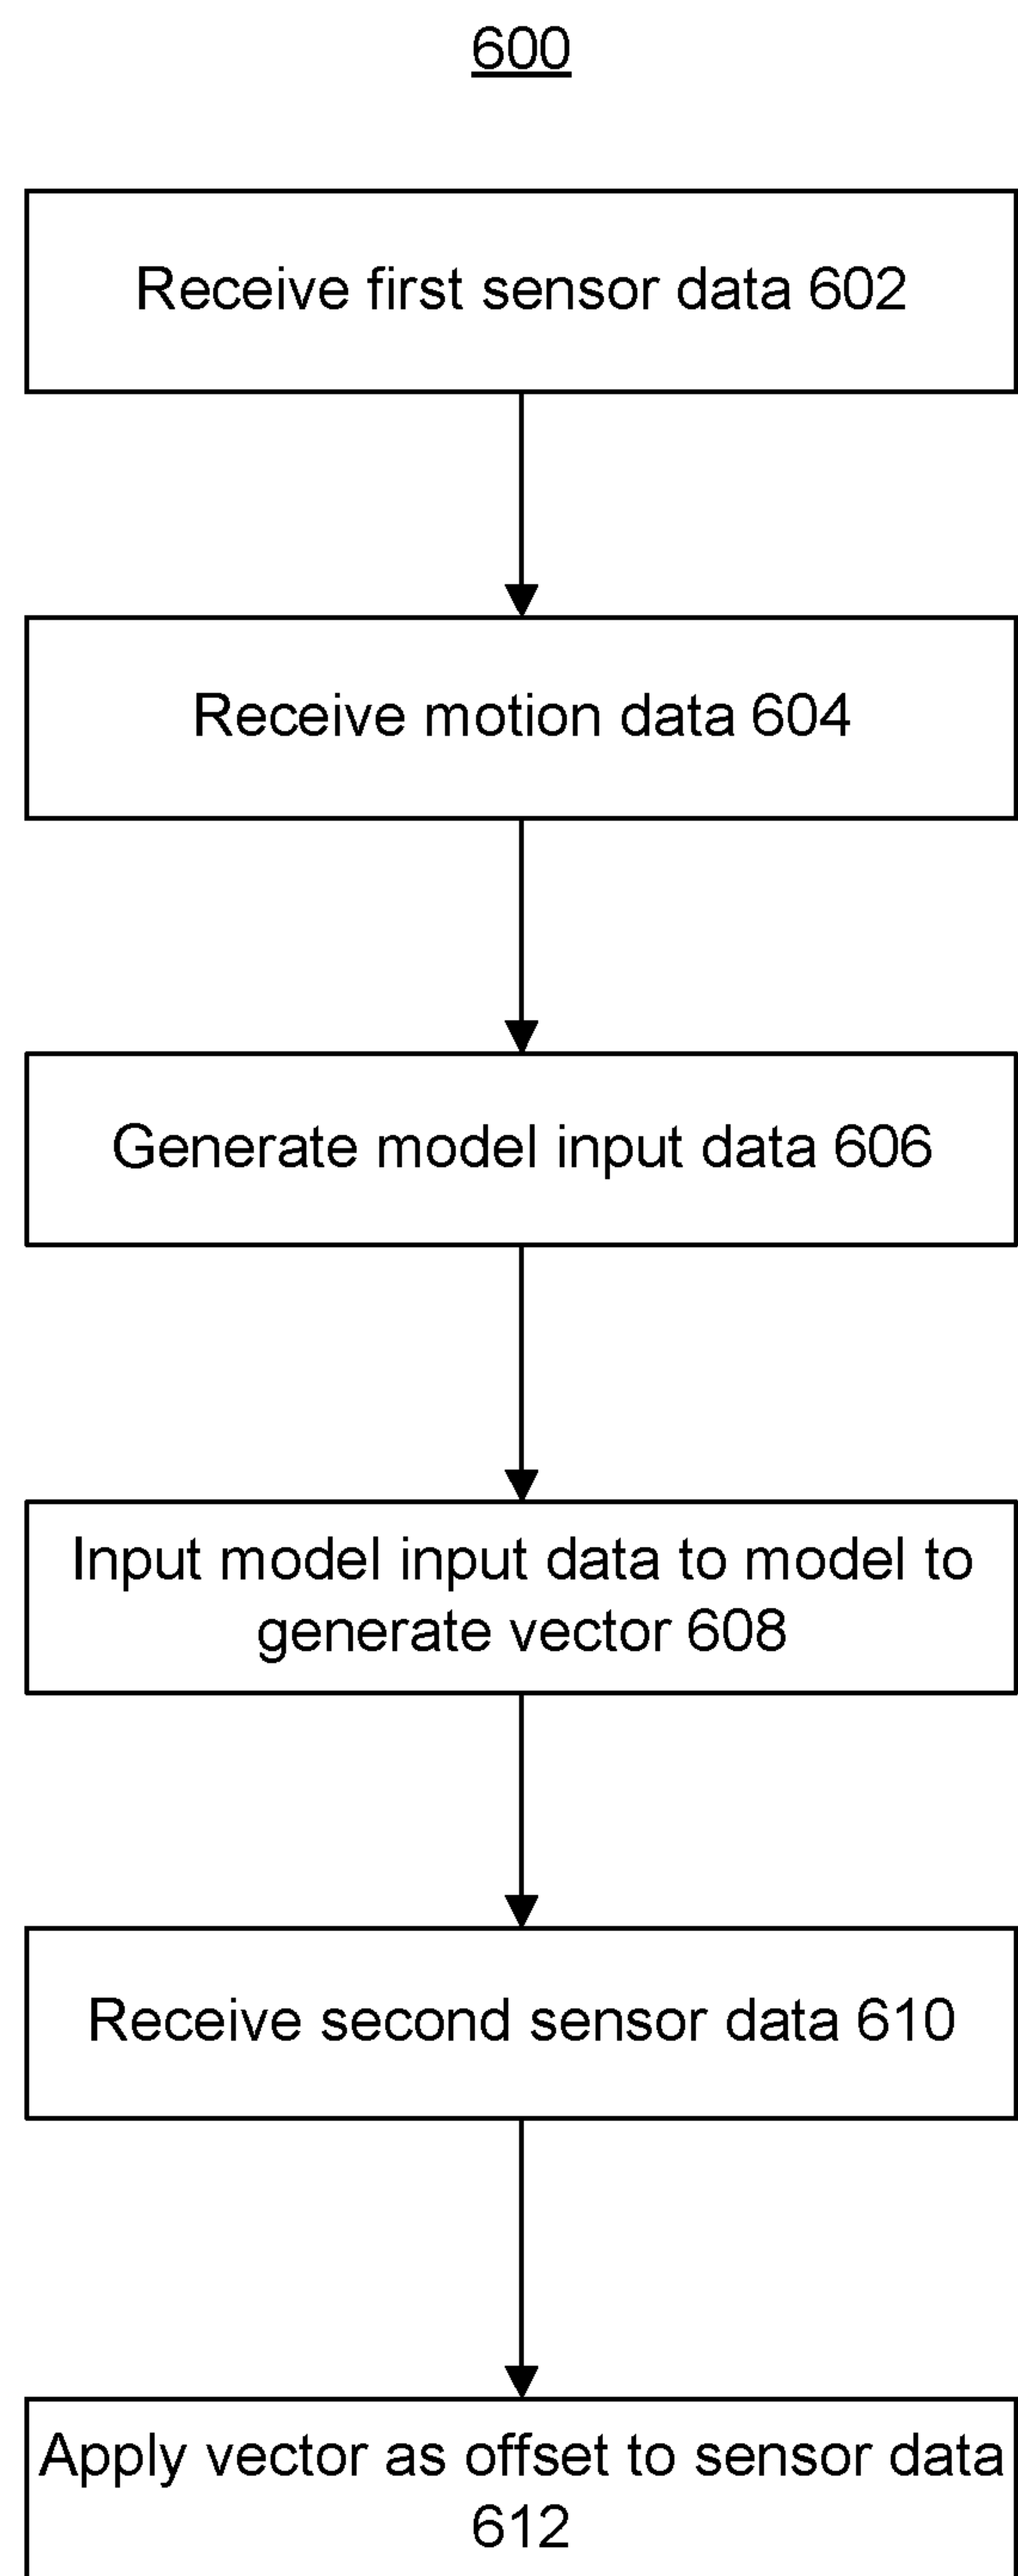 600
Receive first sensor data 602
Receive motion data 604
Generate model input data 606
Input model input data to model to
generate vector 608
Receive second sensor data 610
Apply vector as offset to sensor data
612